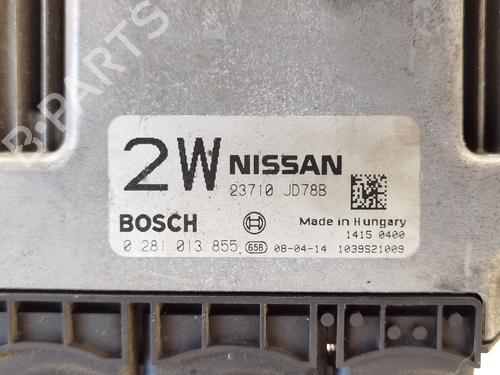 B-PARTS
2W NISSAN
23710 JD78B
BOSCH
Made in Hungary
1415 0400
0 281 013 855 658 08-04-14 1039S21009